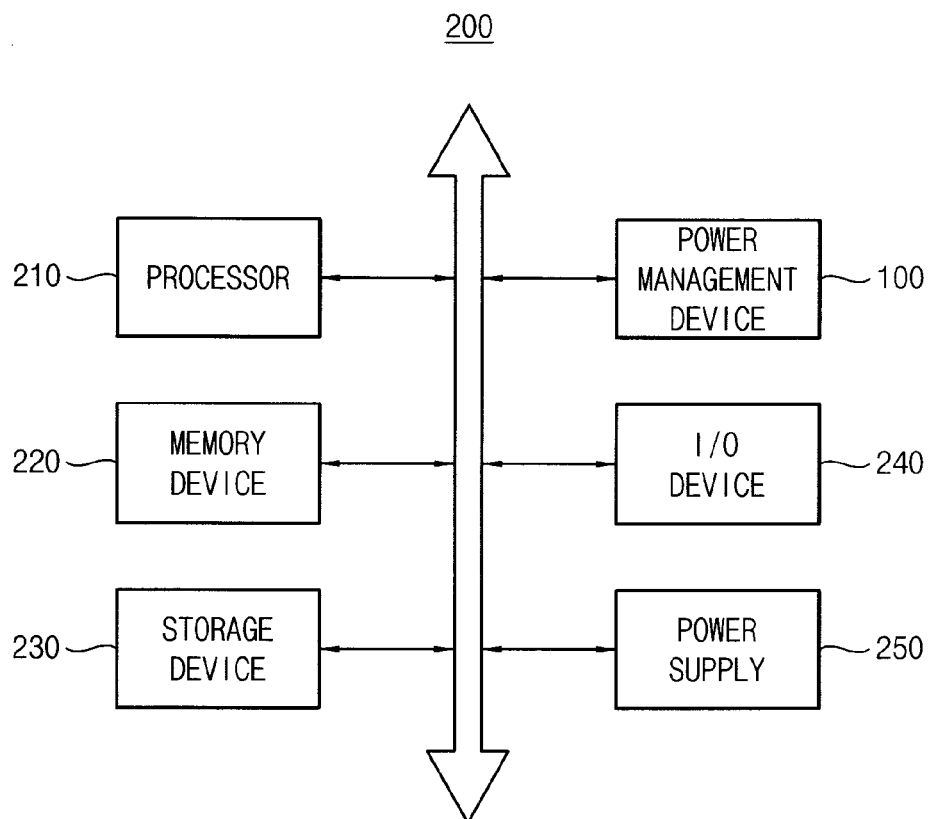 200
210
PROCESSOR
POWER
MANAGEMENT
DEVICE
100
220
MEMORY
DEVICE
I/O
DEVICE
240
230
STORAGE
DEVICE
POWER
SUPPLY
250